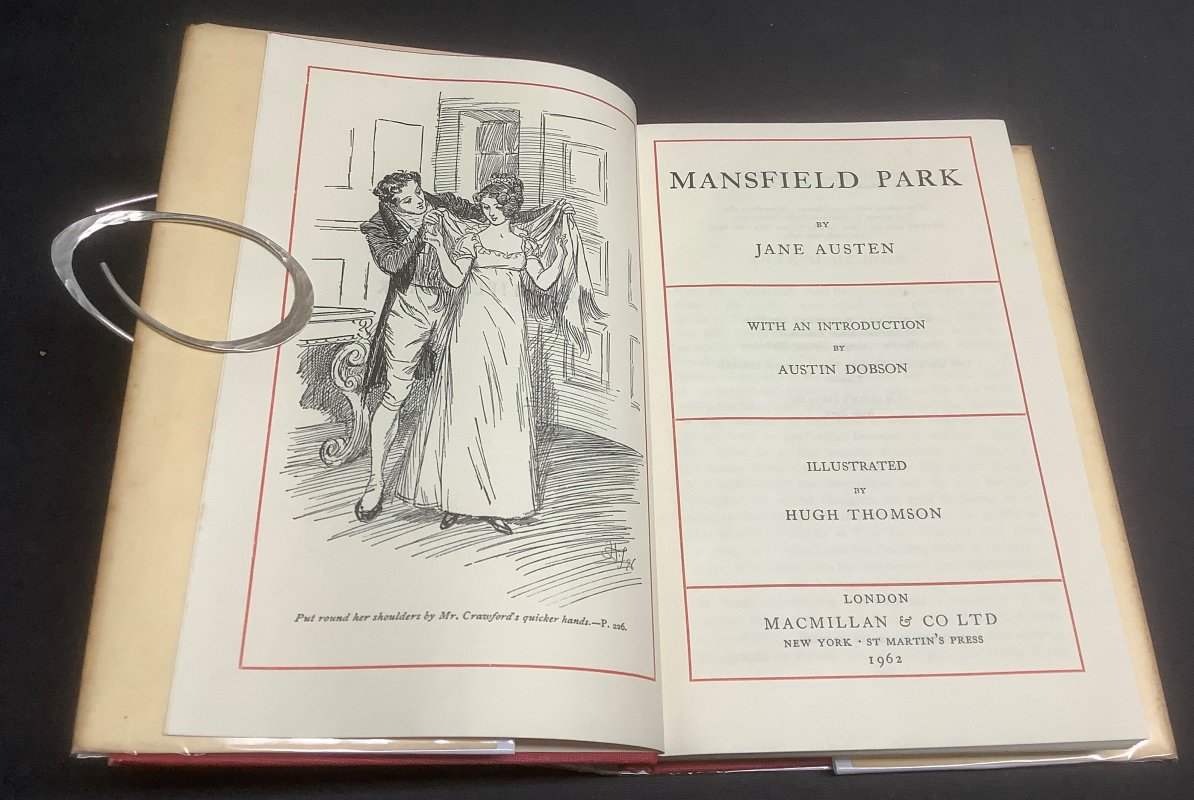 Put round her shoulders by Mr. Crawford's quicker hands.—P. 226.
MANSFIELD PARK
BY
JANE AUSTEN
WITH AN INTRODUCTION
BY
AUSTIN DOBSON
ILLUSTRATED
BY
HUGH THOMSON
LONDON
MACMILLAN & CO LTD
NEW YORK · ST MARTIN'S PRESS
1962